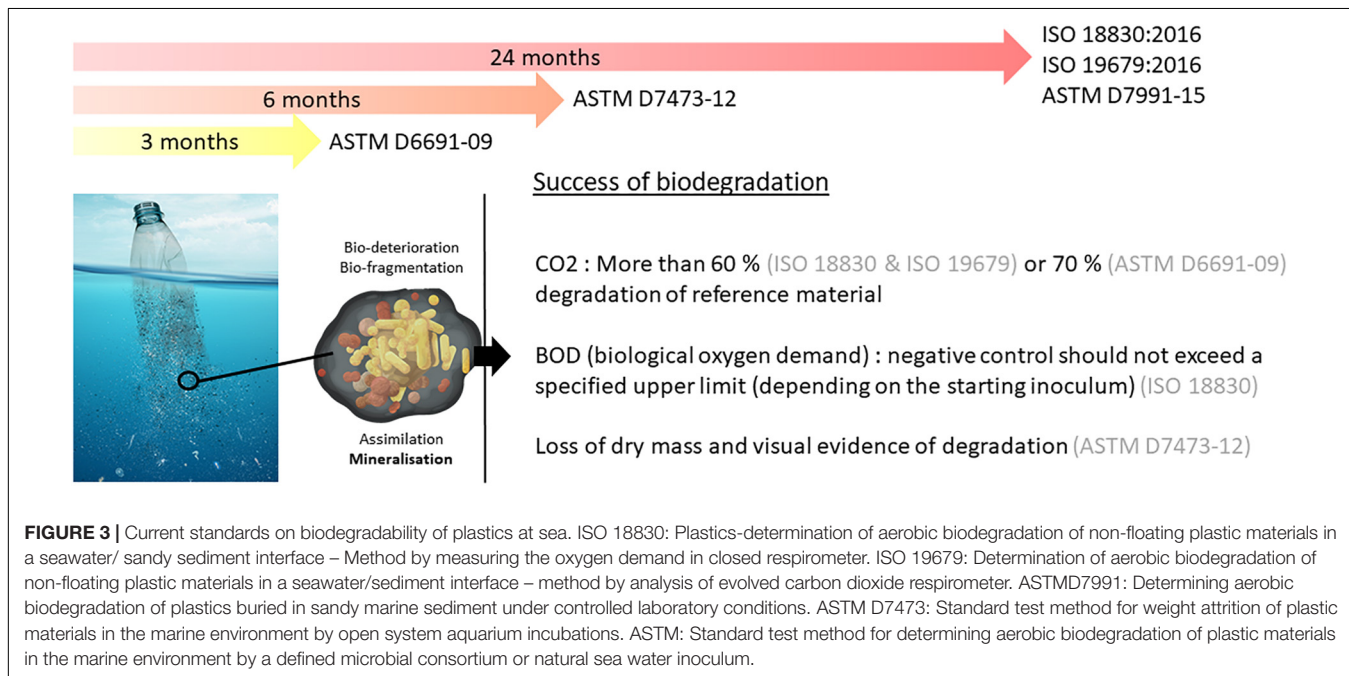 24 months
ISO 18830:2016
ISO 19679:2016
ASTM D7991-15
6 months
ASTM D7473-12
3 months
ASTM D6691-09
Success of biodegradation
Bio-deterioration
Bio-fragmentation
Assimilation
Mineralisation
CO2 : More than 60 % (ISO 18830 & ISO 19679) or 70 % (ASTM D6691-09)
degradation of reference material
BOD (biological oxygen demand) : negative control should not exceed a
specified upper limit (depending on the starting inoculum) (ISO 18830)
Loss of dry mass and visual evidence of degradation (ASTM D7473-12)
FIGURE 3 | Current standards on biodegradability of plastics at sea. ISO 18830: Plastics-determination of aerobic biodegradation of non-floating plastic materials in
a seawater/ sandy sediment interface – Method by measuring the oxygen demand in closed respirometer. ISO 19679: Determination of aerobic biodegradation of
non-floating plastic materials in a seawater/sediment interface – method by analysis of evolved carbon dioxide respirometer. ASTMD7991: Determining aerobic
biodegradation of plastics buried in sandy marine sediment under controlled laboratory conditions. ASTM D7473: Standard test method for weight attrition of plastic
materials in the marine environment by open system aquarium incubations. ASTM: Standard test method for determining aerobic biodegradation of plastic materials
in the marine environment by a defined microbial consortium or natural sea water inoculum.